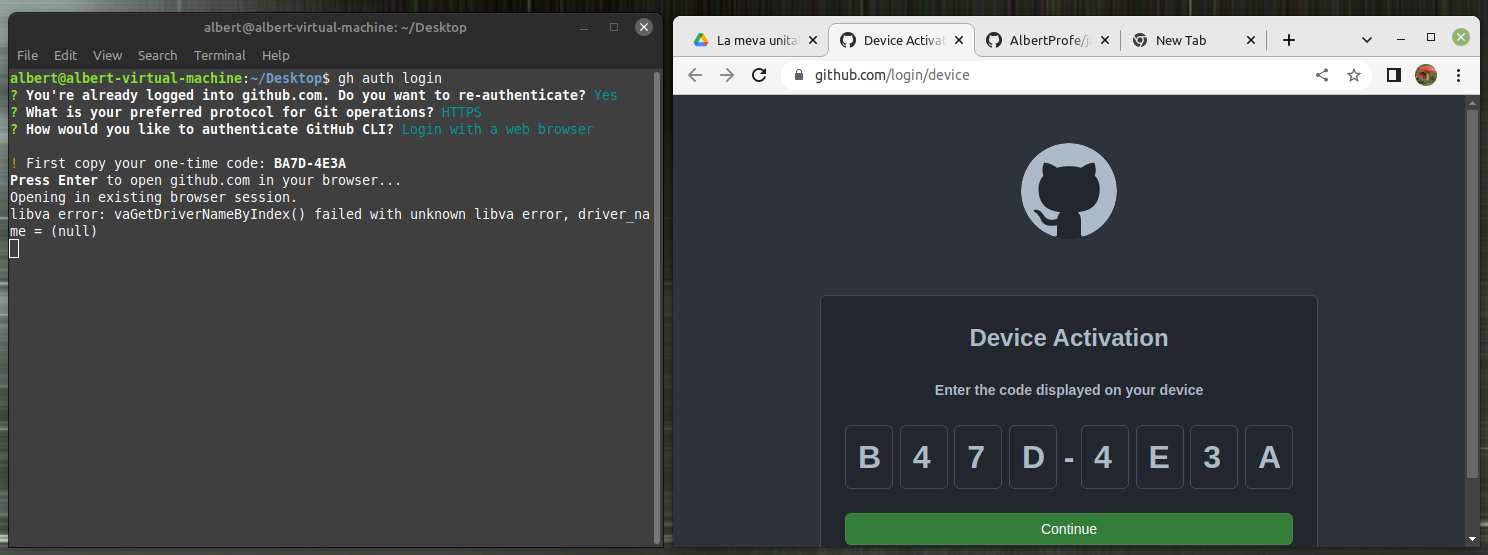 albert@albert-virtual-machine: ~/Desktop
File Edit View Search Terminal Help
albert@albert-virtual-machine:~/Desktop$ gh auth login
? You're already logged into github.com. Do you want to re-authenticate? Yes
? What is your preferred protocol for Git operations? HTTPS
? How would you like to authenticate GitHub CLI? Login with a web browser
! First copy your one-time code: BA7D-4E3A
Press Enter to open github.com in your browser...
Opening in existing browser session.
libva error: vaGetDriverNameByIndex() failed with unknown libva error, driver_na
me = (null)
La meva unita Device Activat AlbertProfe/j New Tab
github.com/login/device
Device Activation
Enter the code displayed on your device
B 4 7 D - 4 E 3 A
Continue